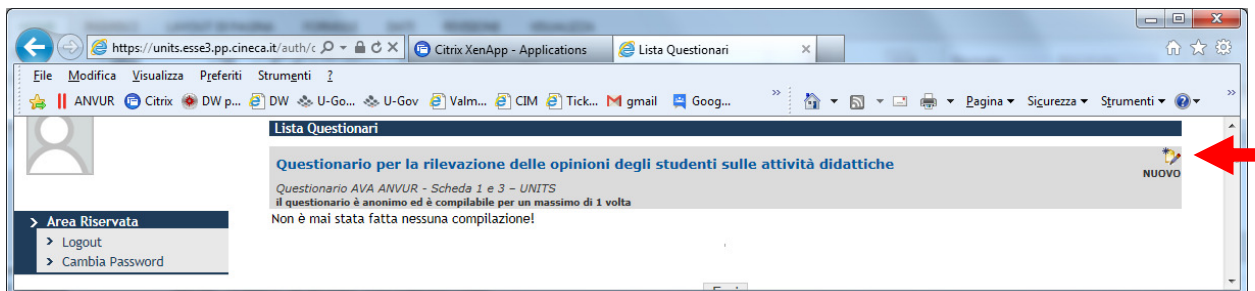 https://units.esse3.pp.cineca.it/auth/c
Citrix XenApp - Applications
Lista Questionari
File Modifica Visualizza Preferiti Strumenti ?
ANVUR Citrix DW p... DW U-Go... U-Gov Valm... CIM Tick... gmail Goog... » Pagina Sicurezza Strumenti »
Lista Questionari
Questionario per la rilevazione delle opinioni degli studenti sulle attività didattiche
NUOVO
Questionario AVA ANVUR - Scheda 1 e 3 – UNITS
il questionario è anonimo ed è compilabile per un massimo di 1 volta
Non è mai stata fatta nessuna compilazione!
> Area Riservata
> Logout
> Cambia Password